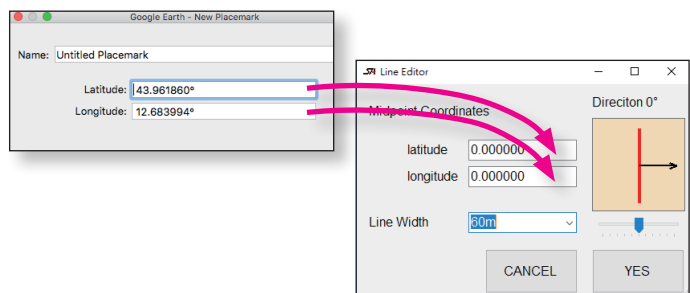 Google Earth - New Placemark
Name: Untitled Placemark
Latitude: 43.961860°
Longitude: 12.683994°
Line Editor
Midpoint Coordinates
Direciton 0°
latitude 0.000000
longitude 0.000000
Line Width 60m
CANCEL YES